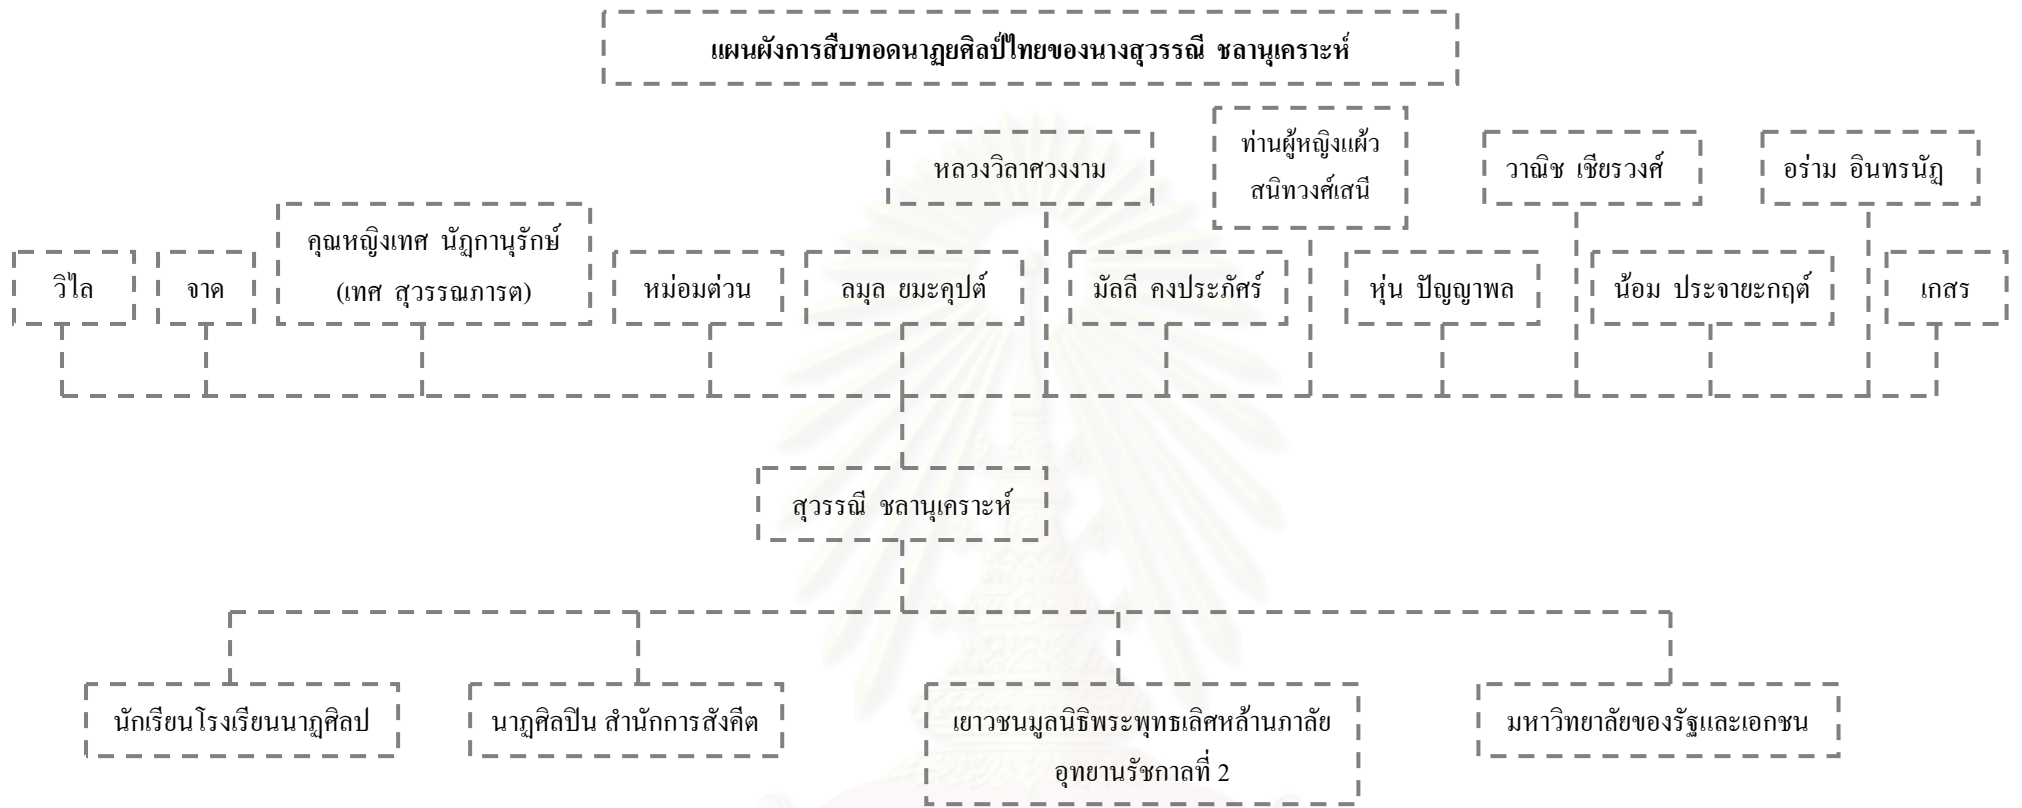 แผนผังการสืบทอดนาฏยศิลป์ไทยของนางสุวรรณี ชลานุเคราะห์
หลวงวิลาศวงงาม
ท่านผู้หญิงแผ้ว
สนิทวงศ์เสนี
วาณิช เชียรวงศ์
อร่าม อินทรนัฏ
วิไล
จาด
คุณหญิงเทศ นัฏกานุรักษ์
(เทศ สุวรรณภารต)
หม่อมต่วน
ลมุล ยมะคุปต์
มัลลี คงประภัศร์
หุ่น ปัญญาพล
น้อม ประจายะกฤต์
เกสร
สุวรรณี ชลานุเคราะห์
นักเรียนโรงเรียนนาฏศิลป
นาฏศิลปิน สำนักการสังคีต
เยาวชนมูลนิธิพระพุทธเลิศหล้านภาลัย
อุทยานรัชกาลที่ 2
มหาวิทยาลัยของรัฐและเอกชน